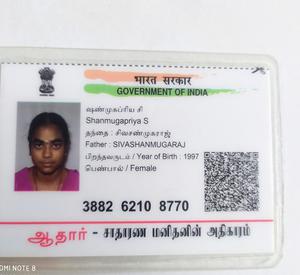 भारत सरकार
GOVERNMENT OF INDIA
ஷண்முகப்ரிய சி
Shanmugapriya S
தந்தை : சிவசண்முகராஜ்
Father : SIVASHANMUGARAJ
பிறந்தவருடம் / Year of Birth : 1997
பெண்பால் / Female
3882 6210 8770
ஆதார் - சாதாரண மனிதனின் அதிகாரம்
REDMI NOTE 8